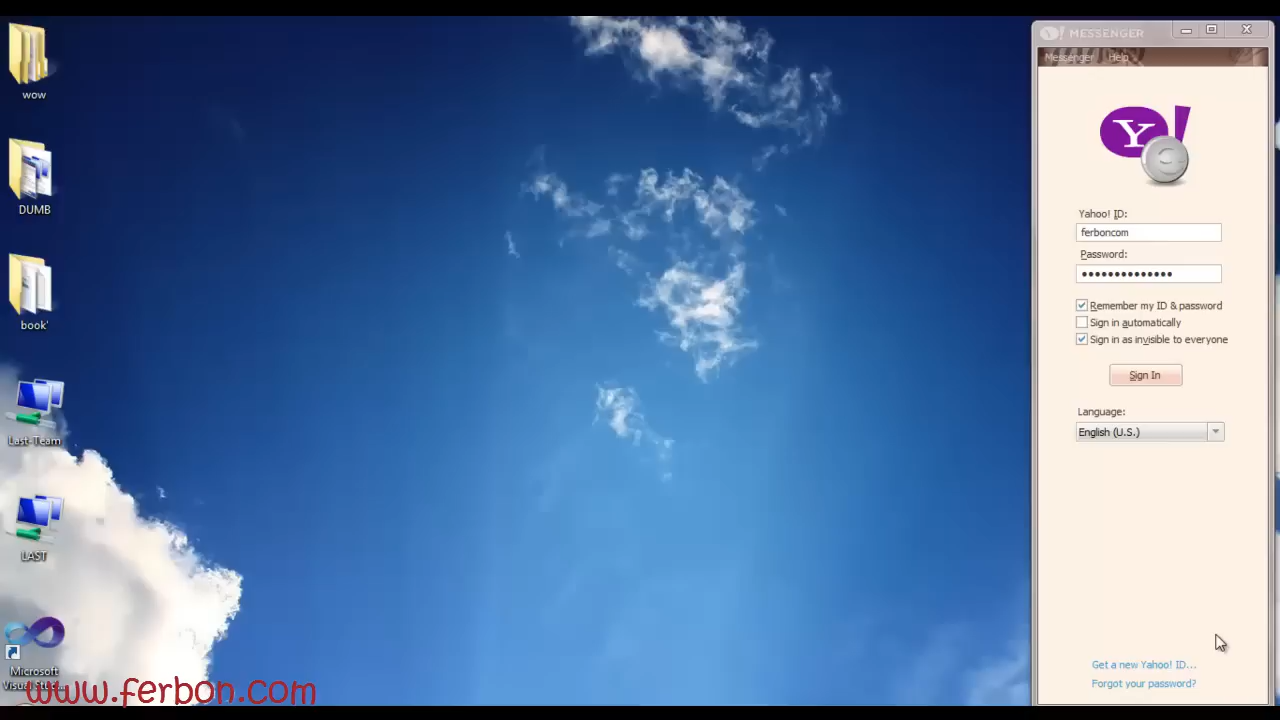 wow
DUMB
book'
Last-Team
LAST
Microsoft
Visual Stud...
www.ferbon.com
Y! MESSENGER
Messenger Help
Y!
Yahoo! ID:
ferboncom
Password:
Remember my ID & password
Sign in automatically
Sign in as invisible to everyone
Sign In
Language:
English (U.S.)
Get a new Yahoo! ID...
Forgot your password?